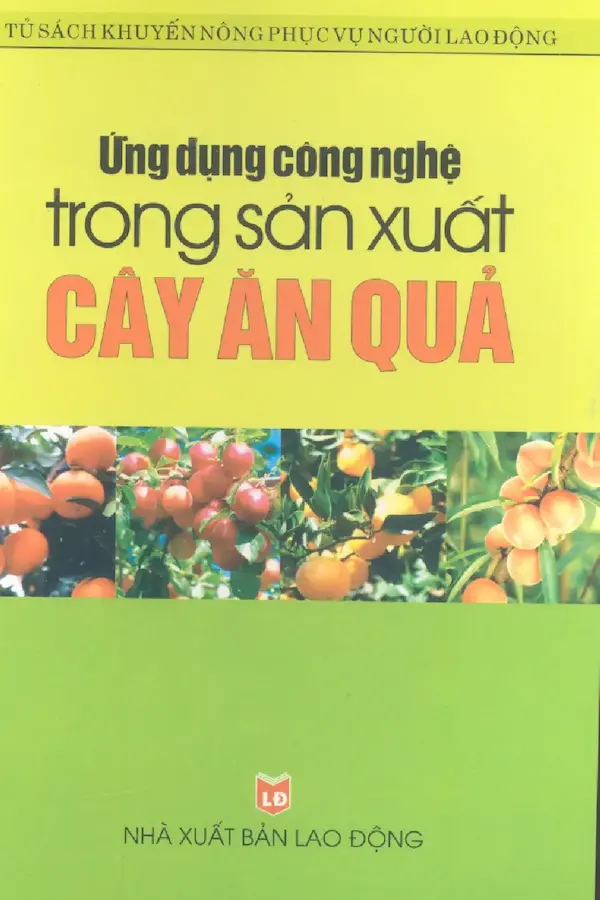 TỦ SÁCH KHUYẾN NÔNG PHỤC VỤ NGƯỜI LAO ĐỘNG
Ứng dụng công nghệ
trong sản xuất
CÂY ĂN QUẢ
LĐ
NHÀ XUẤT BẢN LAO ĐỘNG